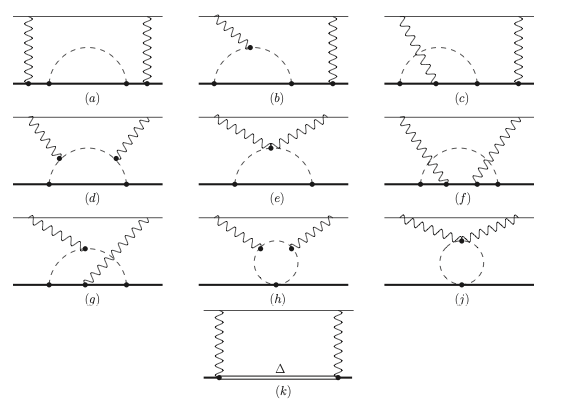 (a) (b) (c)
(d) (e) (f)
(g) (h) (j)
Δ
(k)